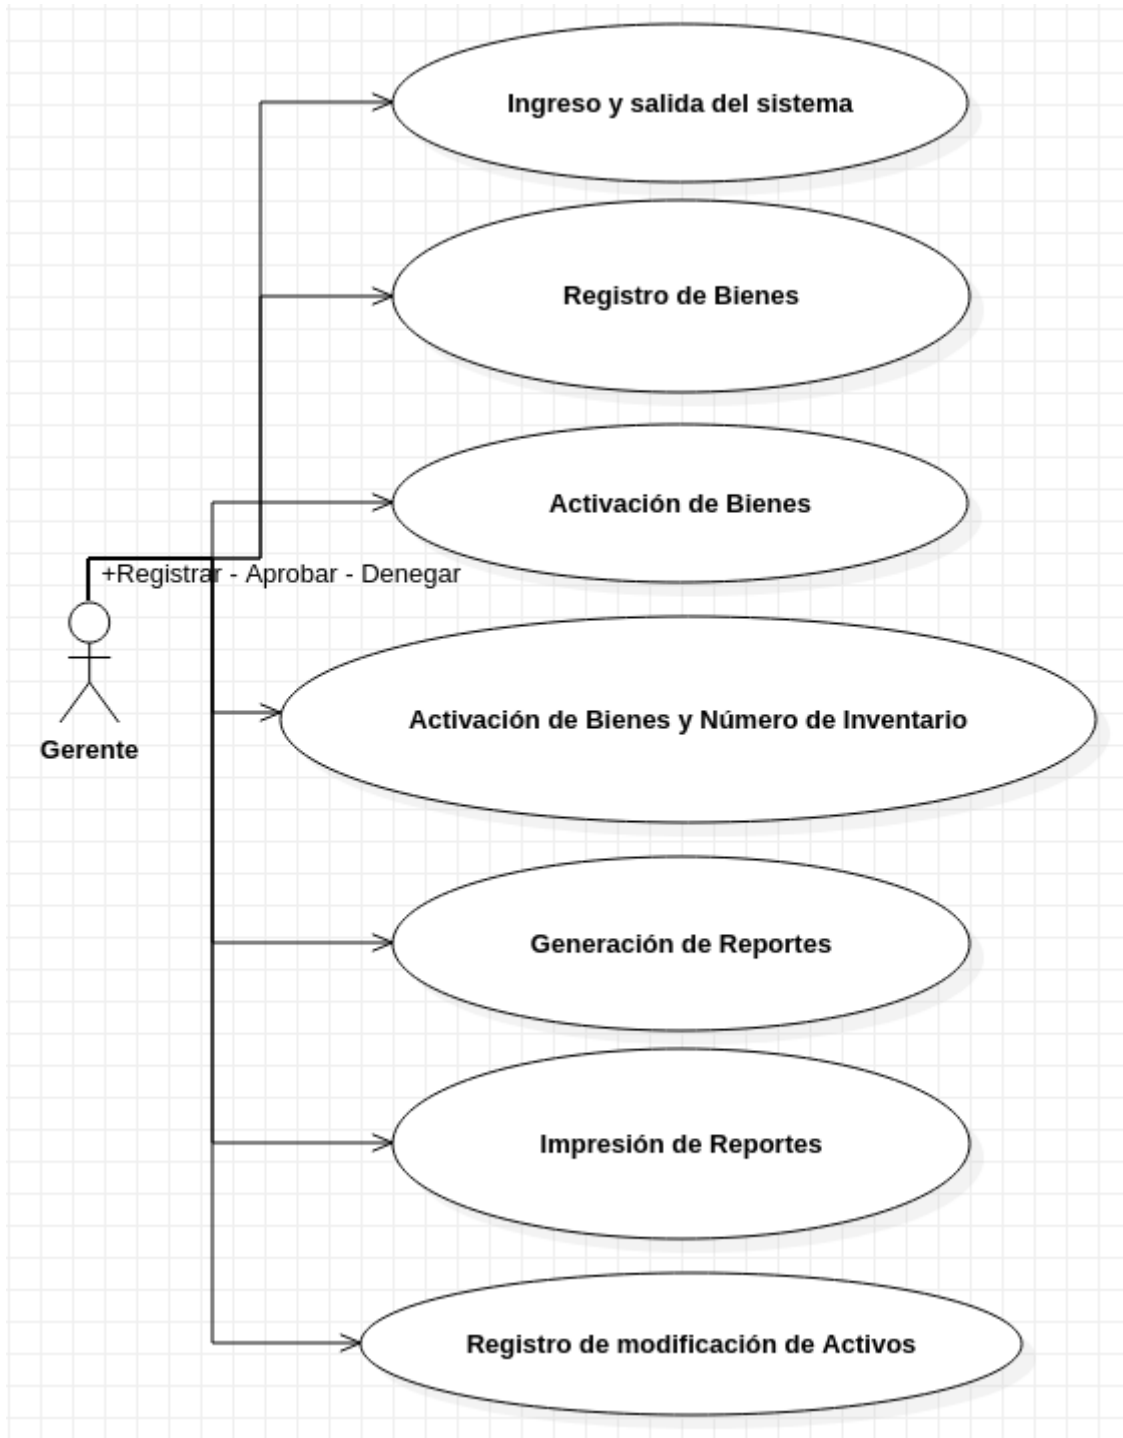 Ingreso y salida del sistema
Registro de Bienes
Activación de Bienes
+Registrar - Aprobar - Denegar
Gerente
Activación de Bienes y Número de Inventario
Generación de Reportes
Impresión de Reportes
Registro de modificación de Activos